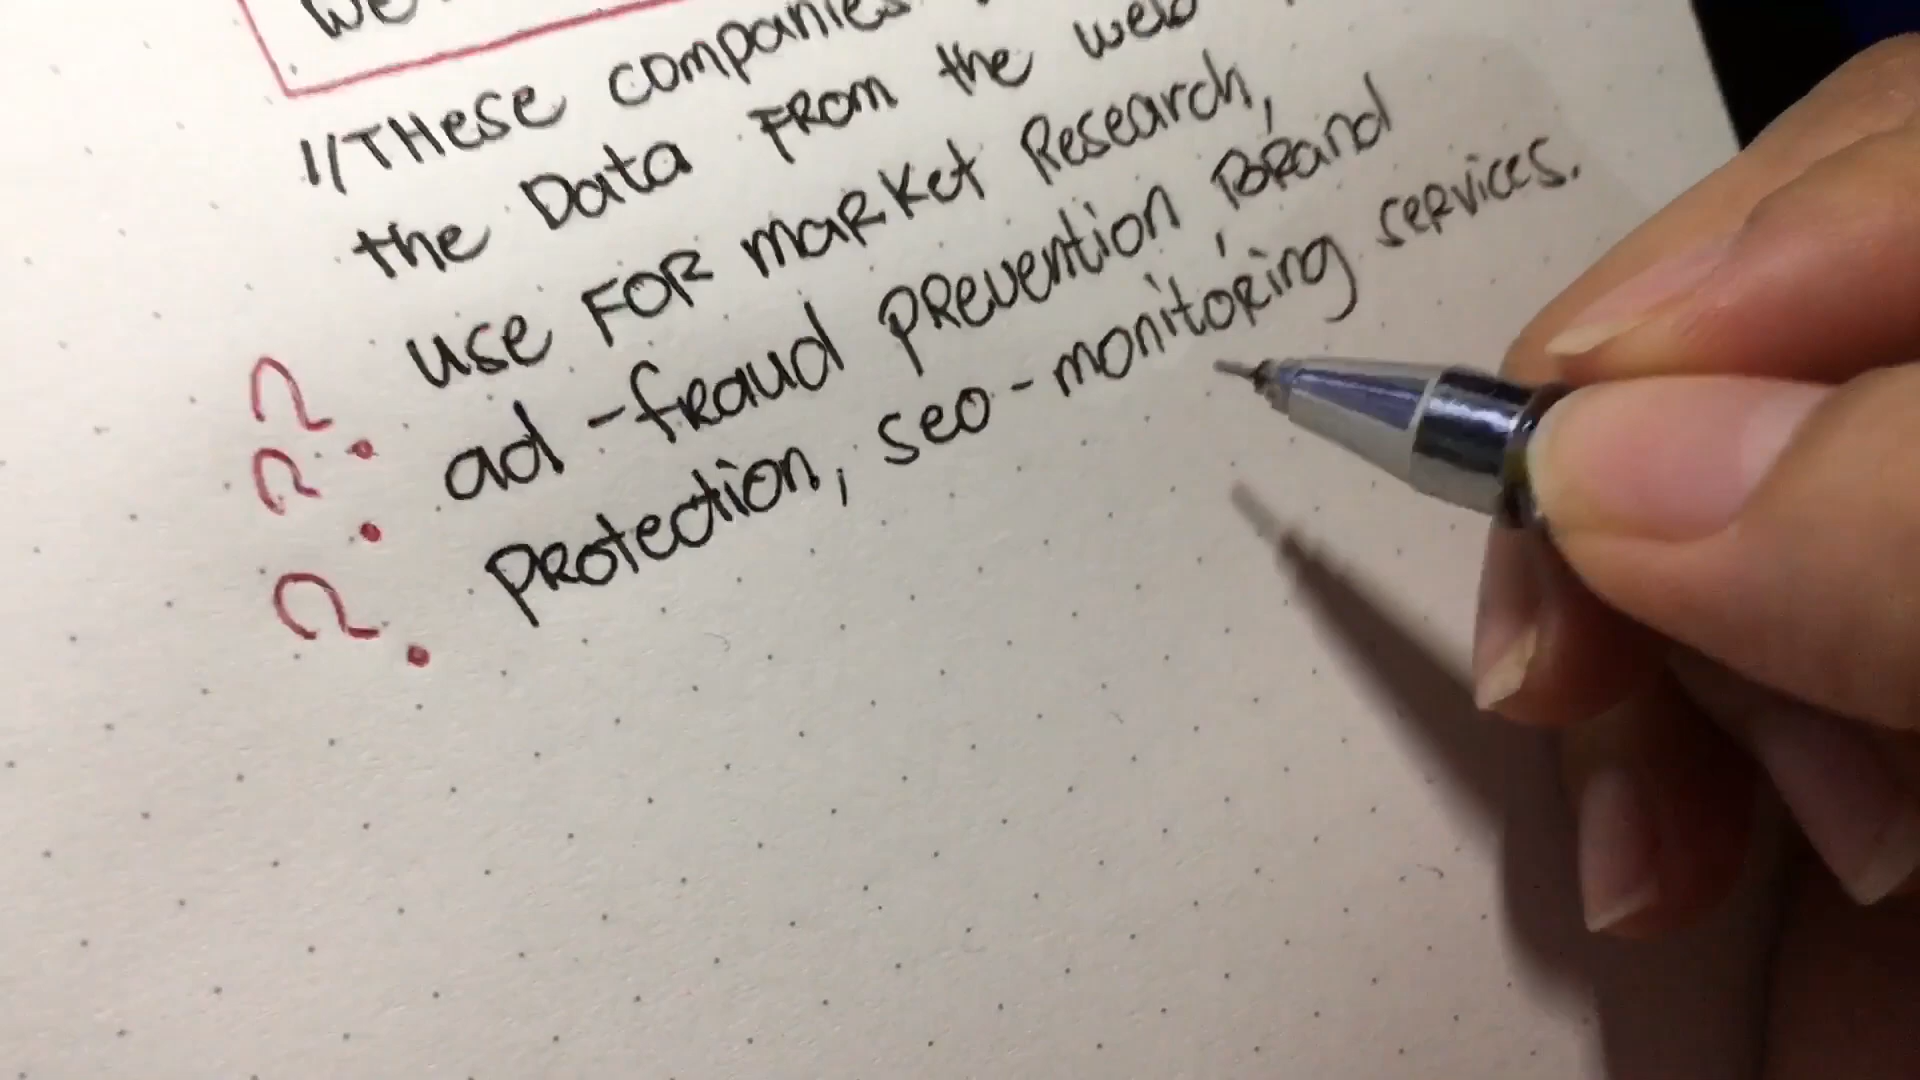 we
//These companies
the Data From the web
use FOR market Research,
ad-fraud prevention, Brand
protection, seo-monitoring services.
?
?
?